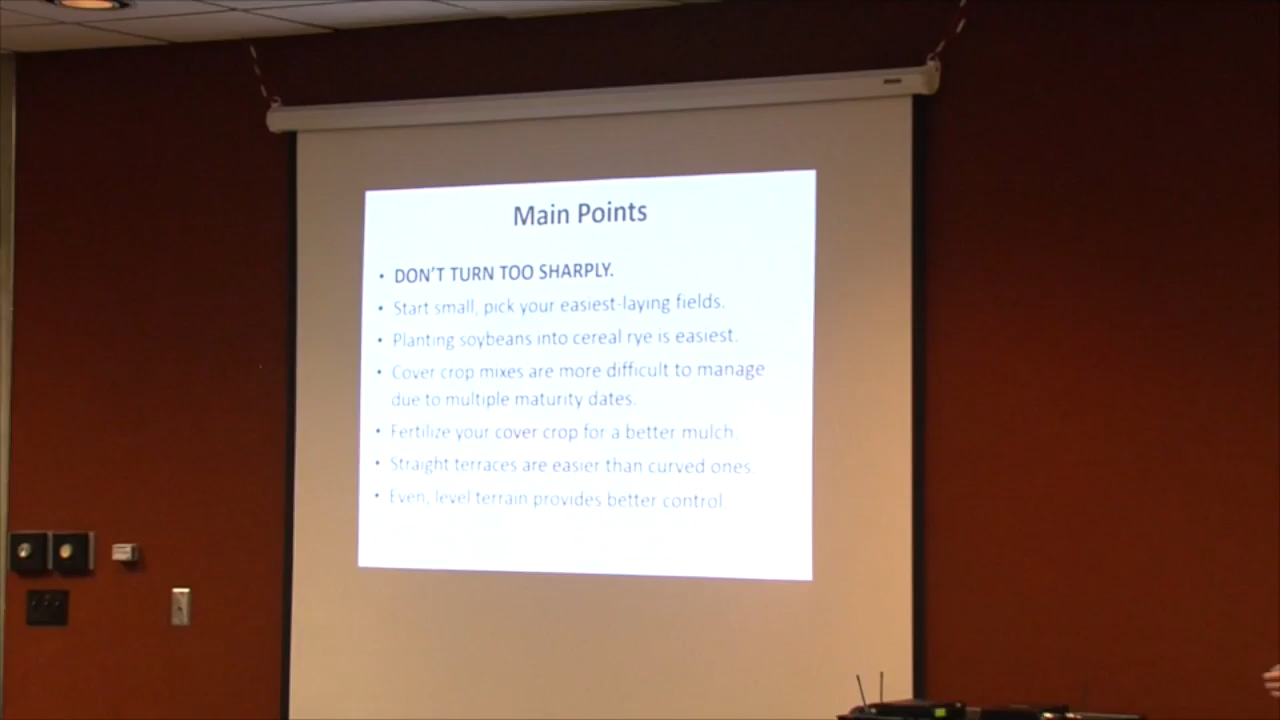 Main Points
• DON'T TURN TOO SHARPLY.
• Start small, pick your easiest-laying fields.
• Planting soybeans into cereal rye is easiest.
• Cover crop mixes are more difficult to manage
due to multiple maturity dates.
• Fertilize your cover crop for a better mulch.
• Straight terraces are easier than curved ones.
• Even, level terrain provides better control.